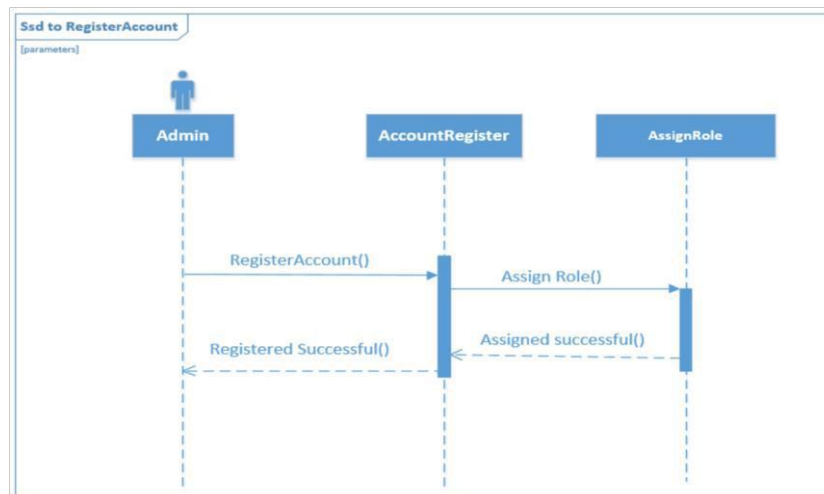 Ssd to RegisterAccount
[parameters]
Admin
AccountRegister
AssignRole
RegisterAccount()
Assign Role()
Assigned successful()
Registered Successful()